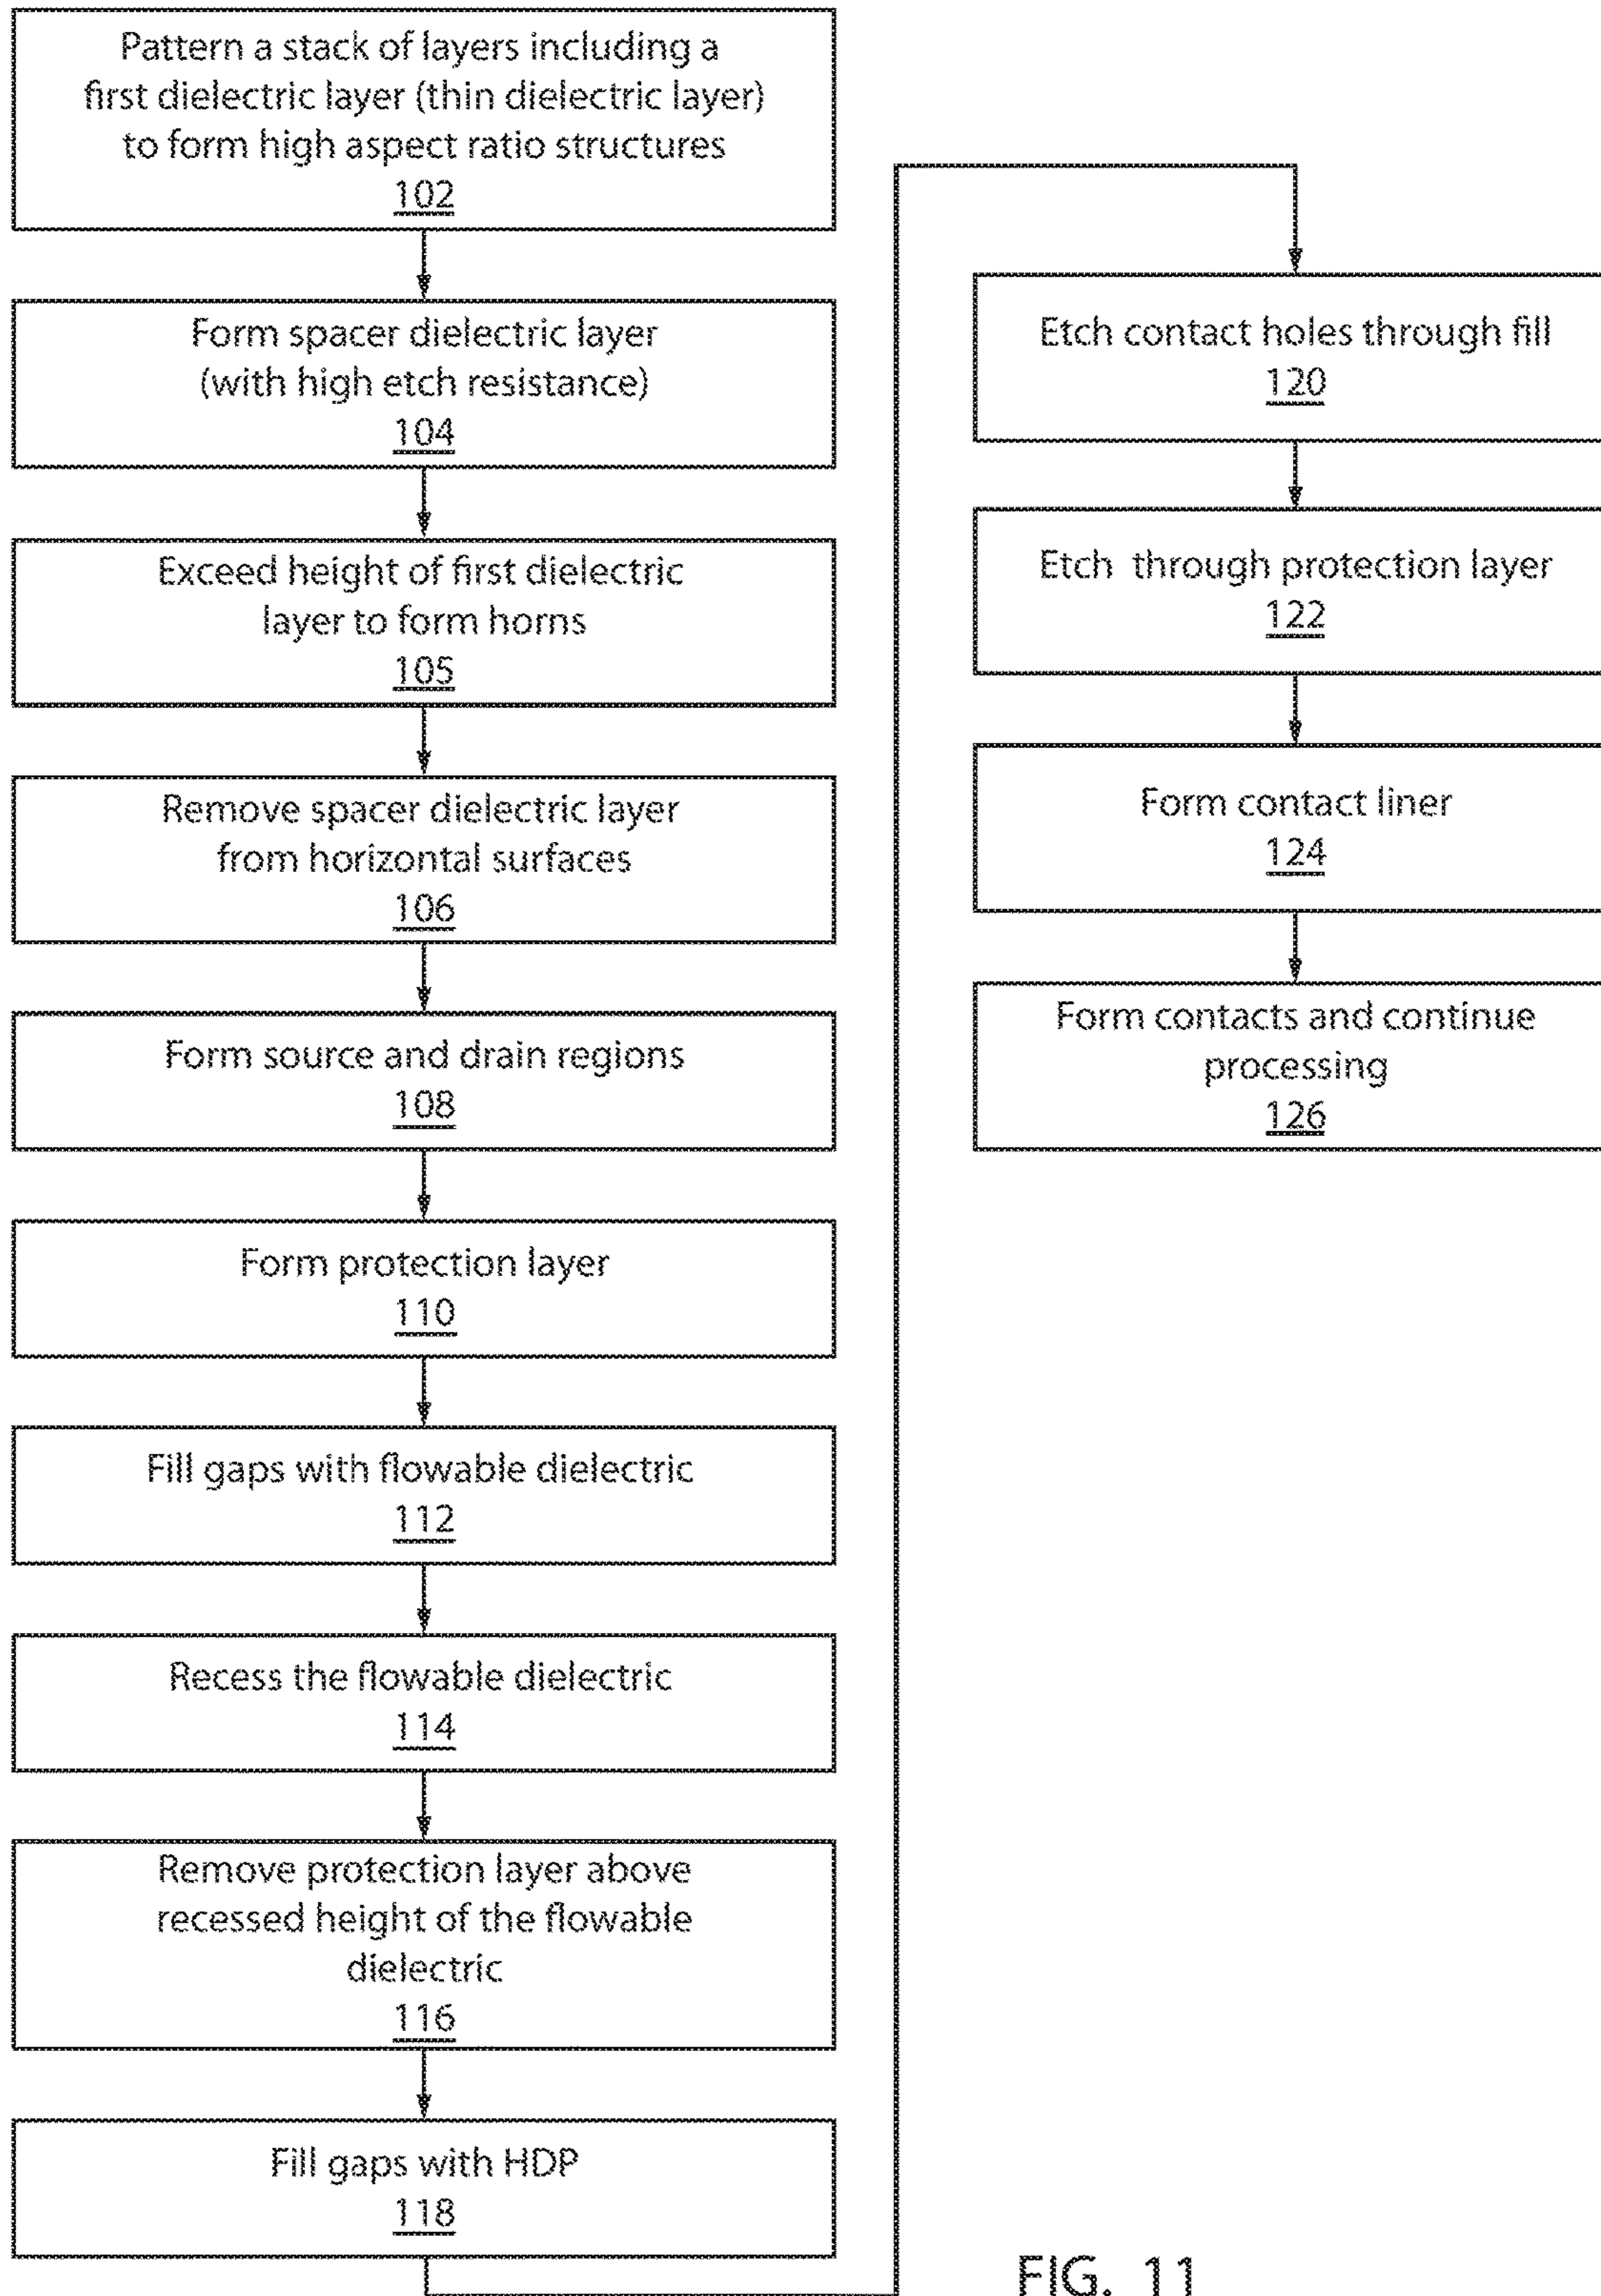 Pattern a stack of layers including a
first dielectric layer (thin dielectric layer)
to form high aspect ratio structures
102
Form spacer dielectric layer
(with high etch resistance)
104
Exceed height of first dielectric
layer to form horns
105
Remove spacer dielectric layer
from horizontal surfaces
106
Form source and drain regions
108
Form protection layer
110
Fill gaps with flowable dielectric
112
Recess the flowable dielectric
114
Remove protection layer above
recessed height of the flowable
dielectric
116
Fill gaps with HDP
118
Etch contact holes through fill
120
Etch through protection layer
122
Form contact liner
124
Form contacts and continue
processing
126
FIG. 11